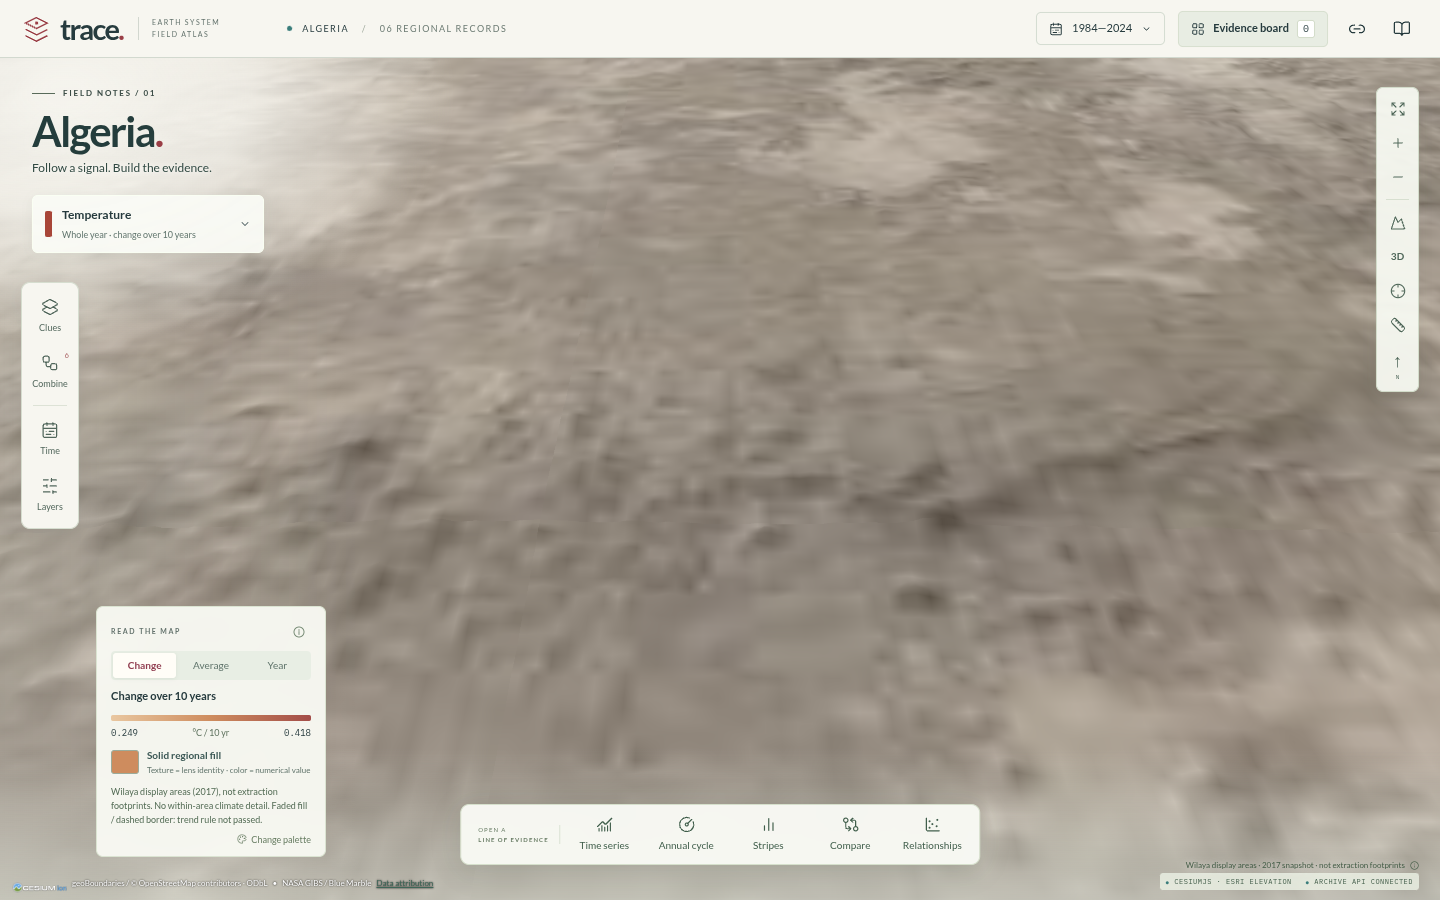 trace.
EARTH SYSTEM
FIELD ATLAS
ALGERIA / 06 REGIONAL RECORDS
1984—2024
Evidence board 0
FIELD NOTES / 01
Algeria.
Follow a signal. Build the evidence.
Temperature
Whole year · change over 10 years
Clues
6
Combine
Time
Layers
3D
N
READ THE MAP
Change Average Year
Change over 10 years
0.249 °C / 10 yr 0.418
Solid regional fill
Texture = lens identity · color = numerical value
Wilaya display areas (2017), not extraction
footprints. No within-area climate detail. Faded fill
/ dashed border: trend rule not passed.
Change palette
OPEN A
LINE OF EVIDENCE
Time series Annual cycle Stripes Compare Relationships
CESIUM ion geoBoundaries / © OpenStreetMap contributors · ODbL • NASA GIBS / Blue Marble Data attribution
Wilaya display areas · 2017 snapshot · not extraction footprints
CESIUMJS · ESRI ELEVATION ARCHIVE API CONNECTED